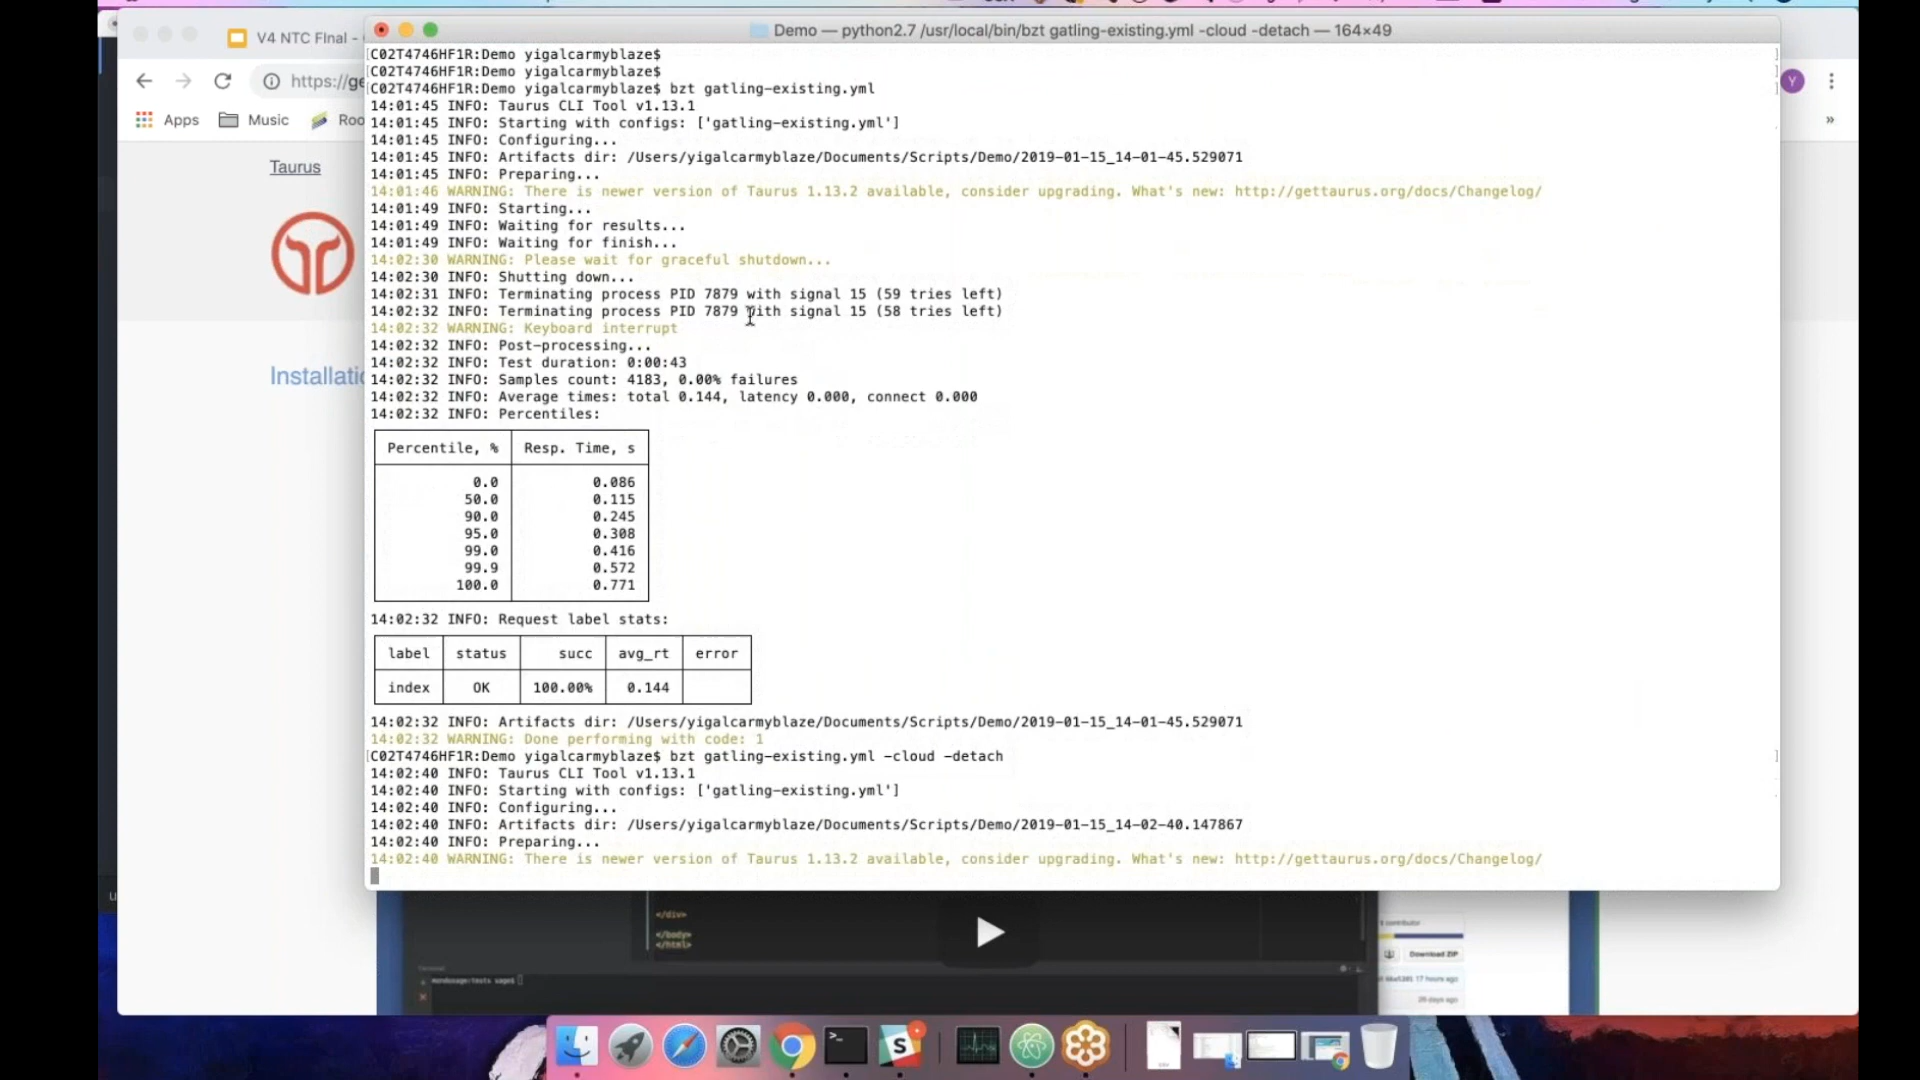 Demo — python2.7 /usr/local/bin/bzt gatling-existing.yml -cloud -detach — 164×49
V4 NTC FInal -
https://ge
Apps
Music
Roo
Y
»
Taurus
Installatio
C02T4746HF1R:Demo yigalcarmyblaze$
C02T4746HF1R:Demo yigalcarmyblaze$
C02T4746HF1R:Demo yigalcarmyblaze$ bzt gatling-existing.yml
14:01:45 INFO: Taurus CLI Tool v1.13.1
14:01:45 INFO: Starting with configs: ['gatling-existing.yml']
14:01:45 INFO: Configuring...
14:01:45 INFO: Artifacts dir: /Users/yigalcarmyblaze/Documents/Scripts/Demo/2019-01-15_14-01-45.529071
14:01:45 INFO: Preparing...
14:01:46 WARNING: There is newer version of Taurus 1.13.2 available, consider upgrading. What's new: http://gettaurus.org/docs/Changelog/
14:01:49 INFO: Starting...
14:01:49 INFO: Waiting for results...
14:01:49 INFO: Waiting for finish...
14:02:30 WARNING: Please wait for graceful shutdown...
14:02:30 INFO: Shutting down...
14:02:31 INFO: Terminating process PID 7879 with signal 15 (59 tries left)
14:02:32 INFO: Terminating process PID 7879 with signal 15 (58 tries left)
14:02:32 WARNING: Keyboard interrupt
14:02:32 INFO: Post-processing...
14:02:32 INFO: Test duration: 0:00:43
14:02:32 INFO: Samples count: 4183, 0.00% failures
14:02:32 INFO: Average times: total 0.144, latency 0.000, connect 0.000
14:02:32 INFO: Percentiles:
Percentile, % Resp. Time, s
0.0 0.086
50.0 0.115
90.0 0.245
95.0 0.308
99.0 0.416
99.9 0.572
100.0 0.771
14:02:32 INFO: Request label stats:
label status succ avg_rt error
index OK 100.00% 0.144
14:02:32 INFO: Artifacts dir: /Users/yigalcarmyblaze/Documents/Scripts/Demo/2019-01-15_14-01-45.529071
14:02:32 WARNING: Done performing with code: 1
C02T4746HF1R:Demo yigalcarmyblaze$ bzt gatling-existing.yml -cloud -detach
14:02:40 INFO: Taurus CLI Tool v1.13.1
14:02:40 INFO: Starting with configs: ['gatling-existing.yml']
14:02:40 INFO: Configuring...
14:02:40 INFO: Artifacts dir: /Users/yigalcarmyblaze/Documents/Scripts/Demo/2019-01-15_14-02-40.147867
14:02:40 INFO: Preparing...
14:02:40 WARNING: There is newer version of Taurus 1.13.2 available, consider upgrading. What's new: http://gettaurus.org/docs/Changelog/
</div>
</body>
</html>
contributor
Download ZIP
17 hours ago
days ago